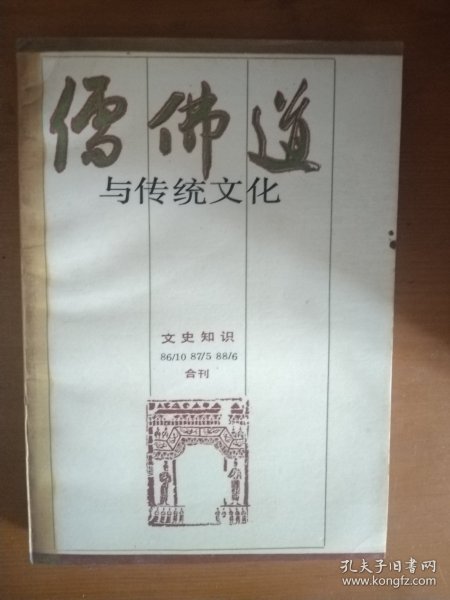 儒佛道
与传统文化
文史知识
86/10 87/5 88/6
合刊
孔夫子旧书网
www.kongfz.com